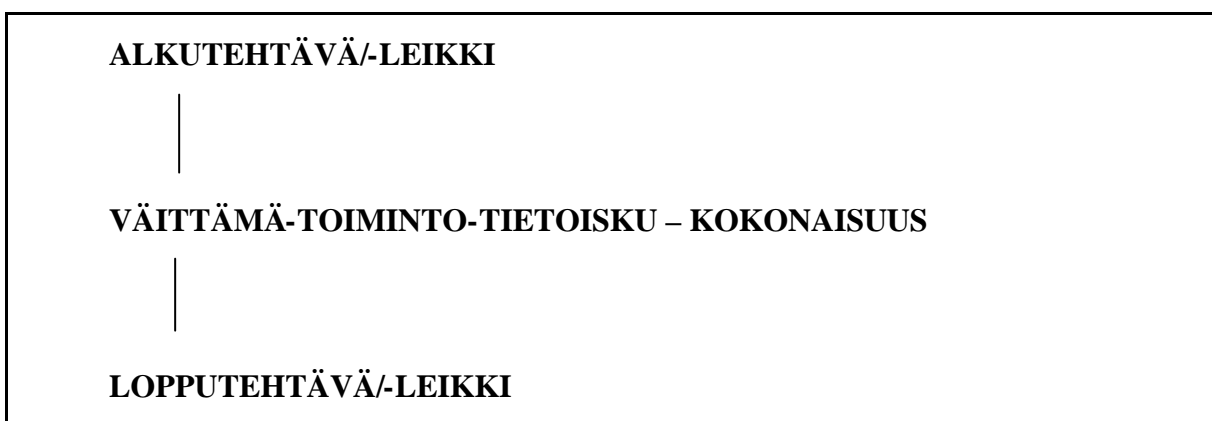 ALKUTEHTÄVÄ/-LEIKKI
VÄITTÄMÄ-TOIMINTO-TIETOISKU – KOKONAISUUS
LOPPUTEHTÄVÄ/-LEIKKI